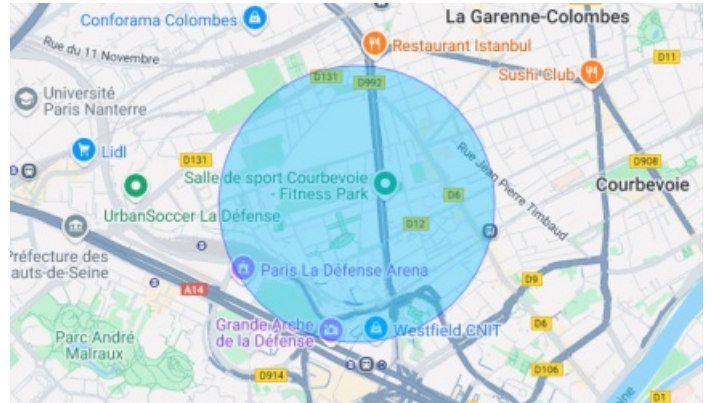 Conforama Colombes
La Garenne-Colombes
Rue du 11 Novembre
Restaurant Istanbul
D11
D131
D992
Sushi Club
Université
Paris Nanterre
Lidl
D131
Rue Jean Pierre Timbaud
D908
Salle de sport Courbevoie
- Fitness Park
D6
Courbevoie
UrbanSoccer La Défense
D12
Préfecture des
auts-de-Seine
Paris La Défense Arena
A14
D9
Grande Arche
de la Défense
Westfield CNIT
D6
Parc André
Malraux
D914
D106
eine
D1